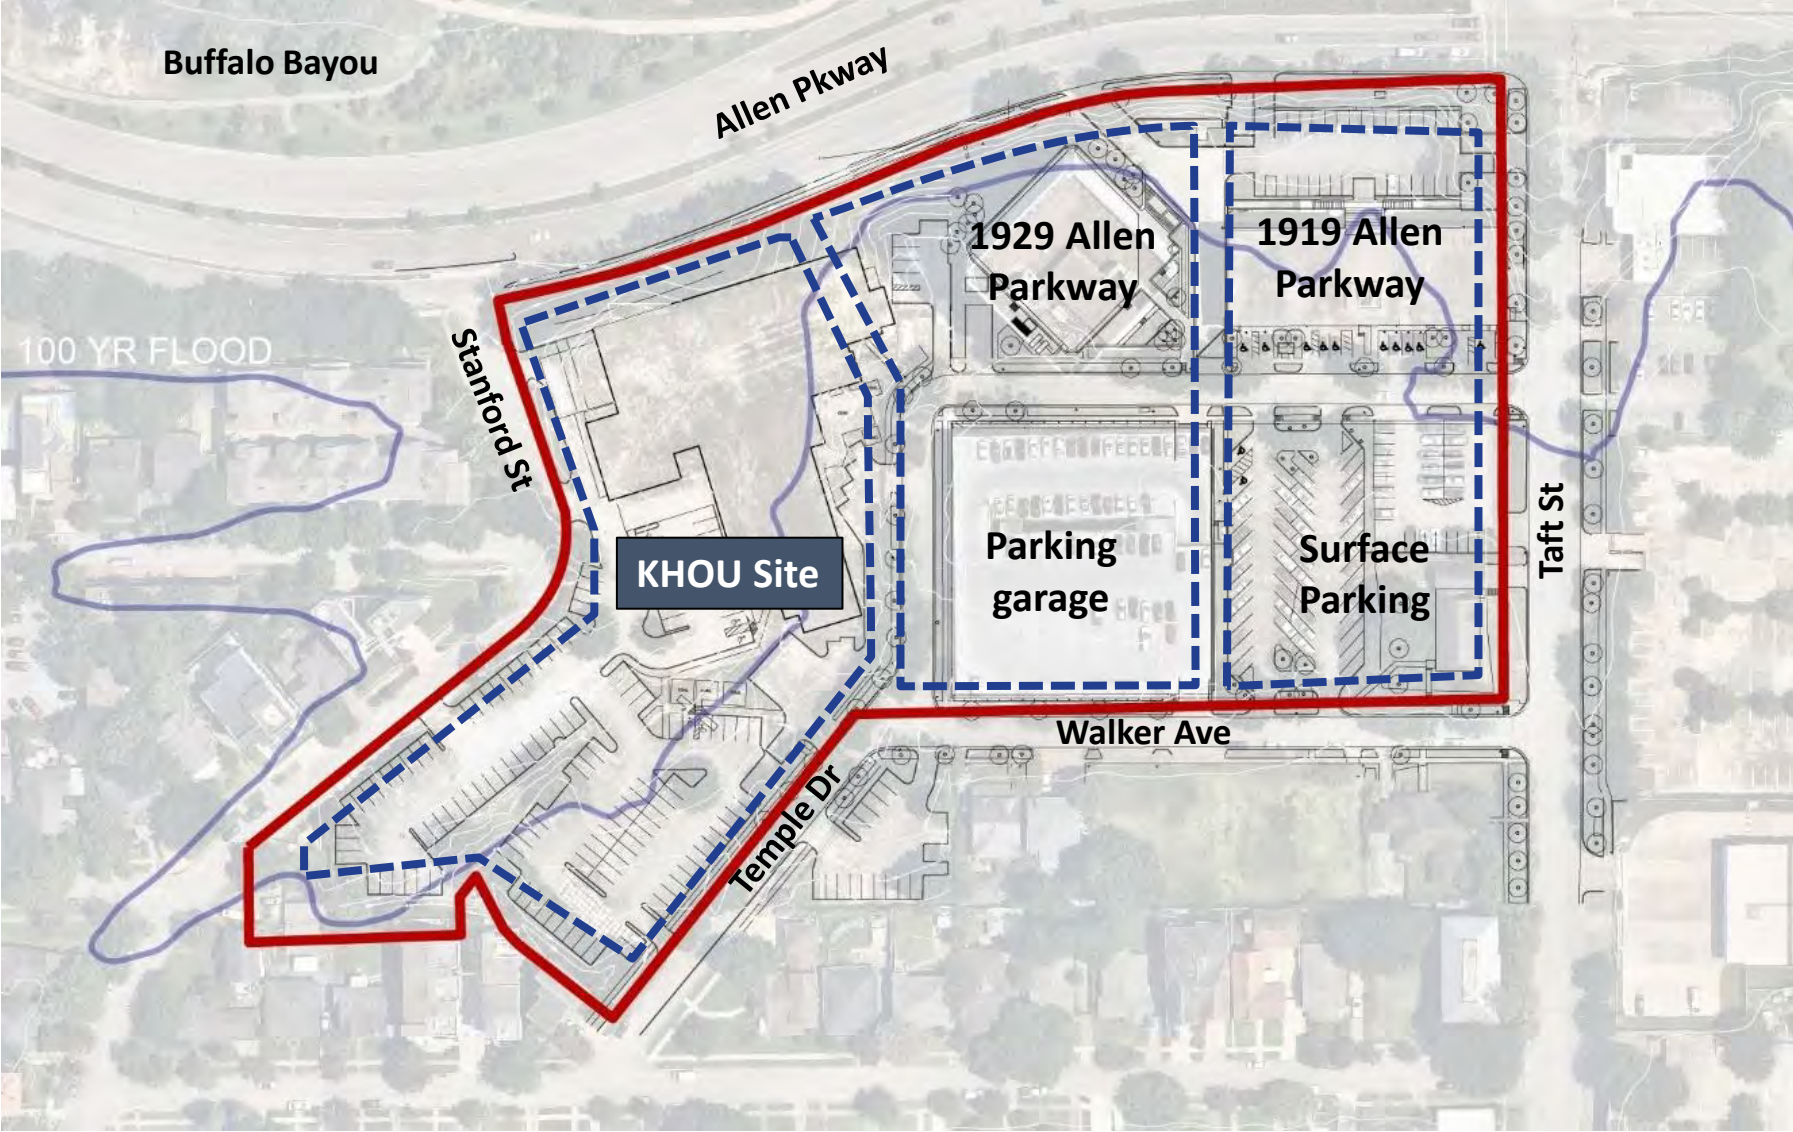 Buffalo Bayou
Allen Pkway
1929 Allen
Parkway
1919 Allen
Parkway
100 YR FLOOD
Stanford St
KHOU Site
Parking
garage
Surface
Parking
Taft St
Walker Ave
Temple Dr